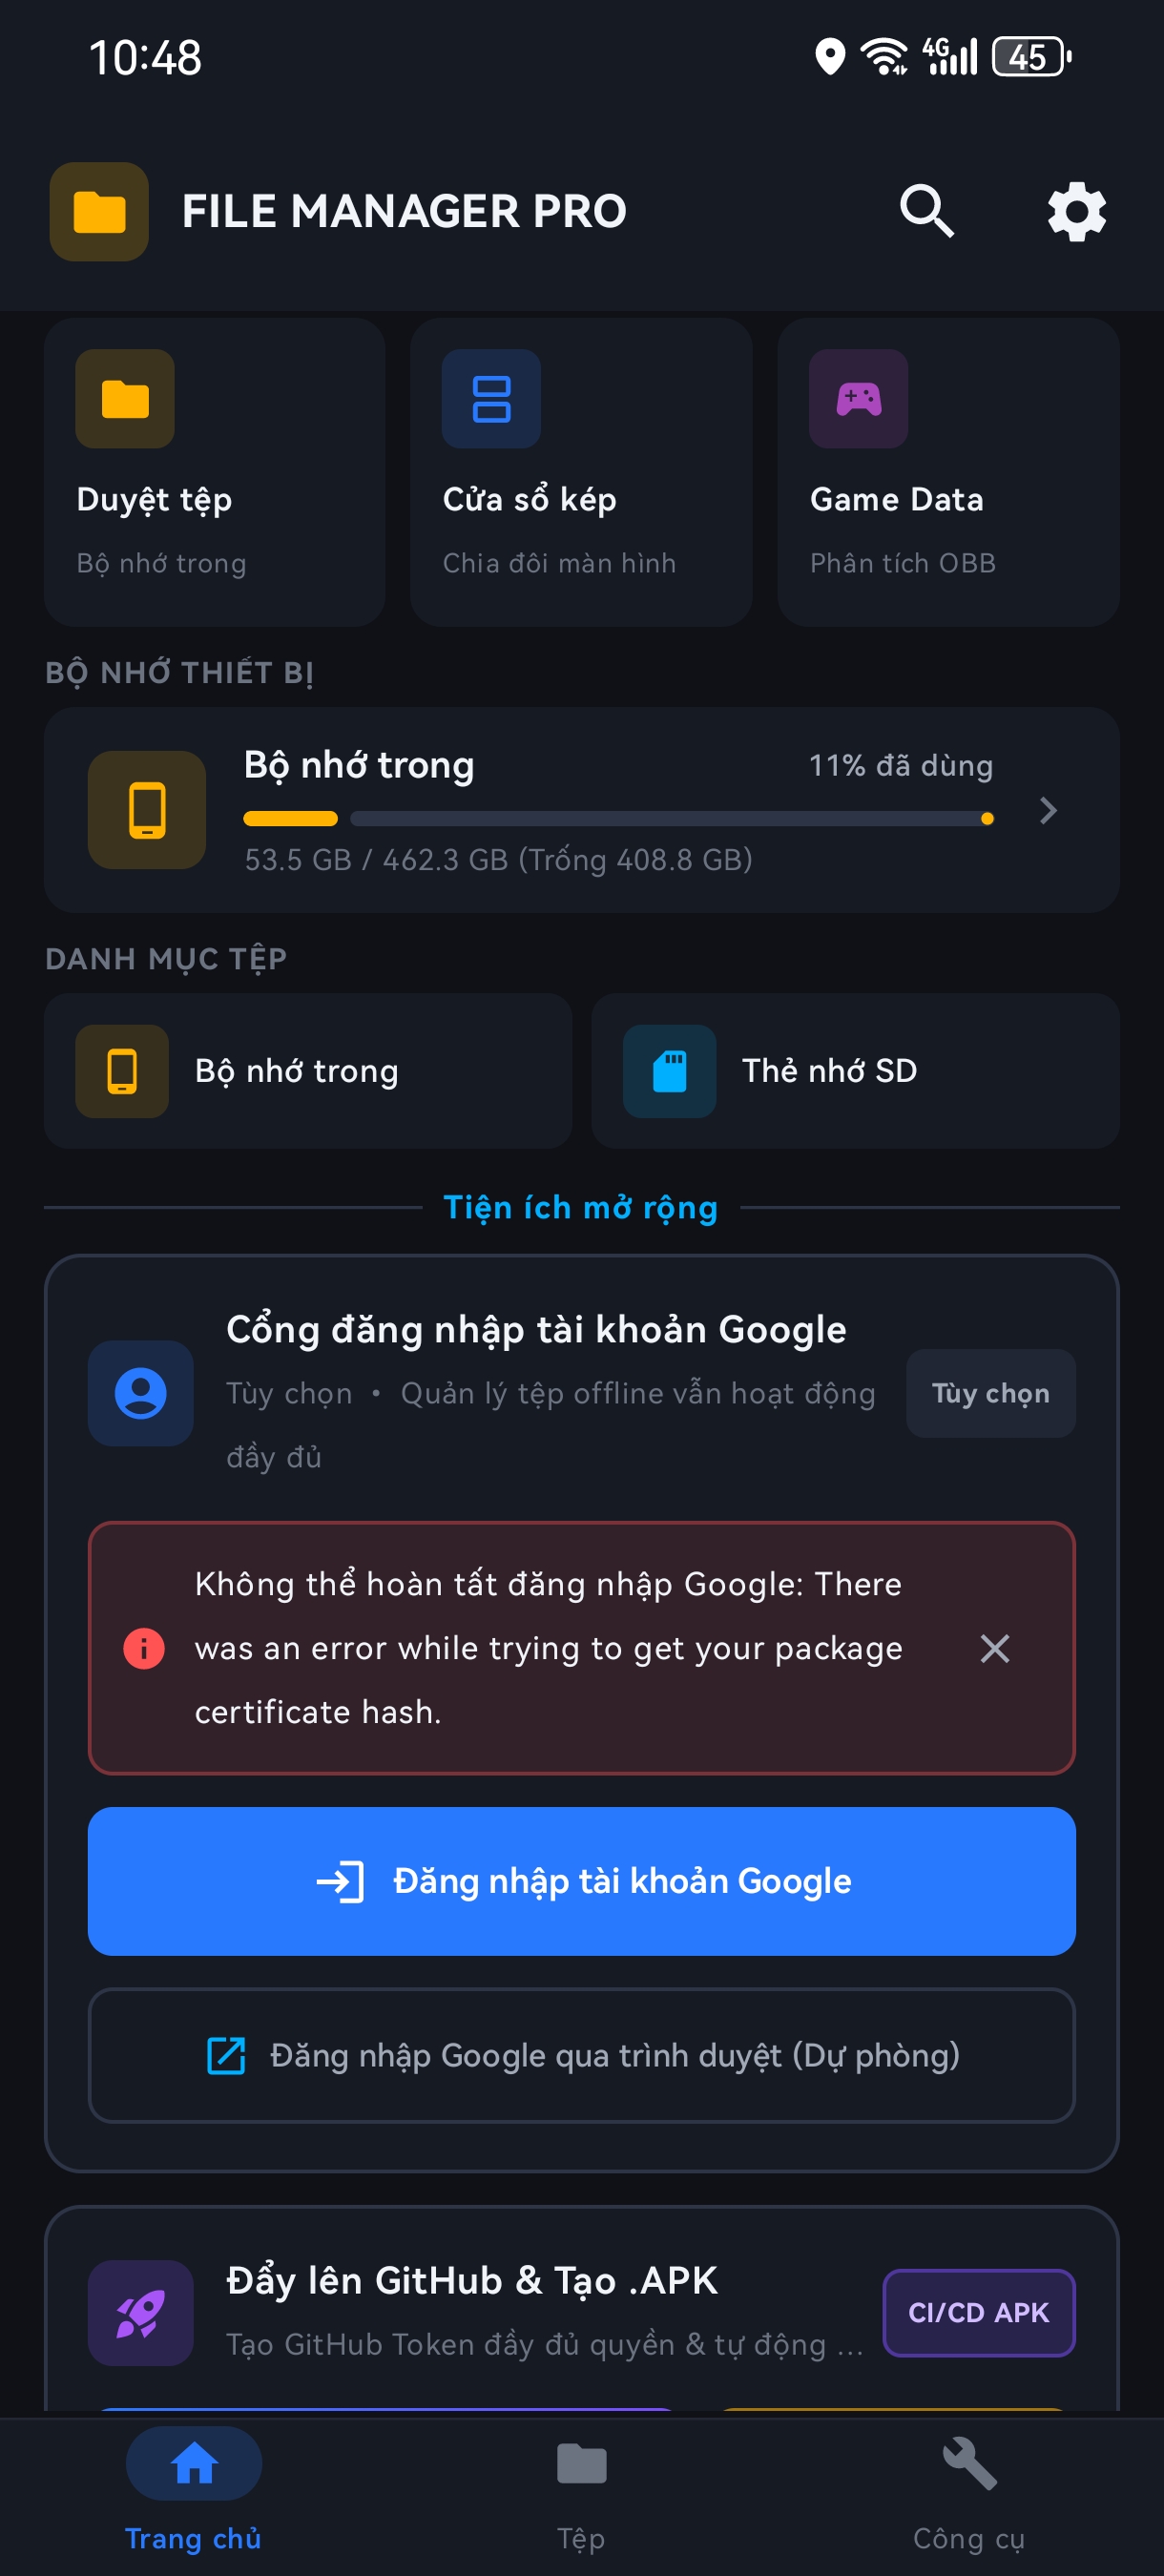 10:48
4G
45
FILE MANAGER PRO
Duyệt tệp
Bộ nhớ trong
Cửa sổ kép
Chia đôi màn hình
Game Data
Phân tích OBB
BỘ NHỚ THIẾT BỊ
Bộ nhớ trong
11% đã dùng
53.5 GB / 462.3 GB (Trống 408.8 GB)
DANH MỤC TỆP
Bộ nhớ trong
Thẻ nhớ SD
Tiện ích mở rộng
Cổng đăng nhập tài khoản Google
Tùy chọn • Quản lý tệp offline vẫn hoạt động
đầy đủ
Tùy chọn
Không thể hoàn tất đăng nhập Google: There
was an error while trying to get your package
certificate hash.
Đăng nhập tài khoản Google
Đăng nhập Google qua trình duyệt (Dự phòng)
Đẩy lên GitHub & Tạo .APK
Tạo GitHub Token đầy đủ quyền & tự động ...
CI/CD APK
Trang chủ
Tệp
Công cụ